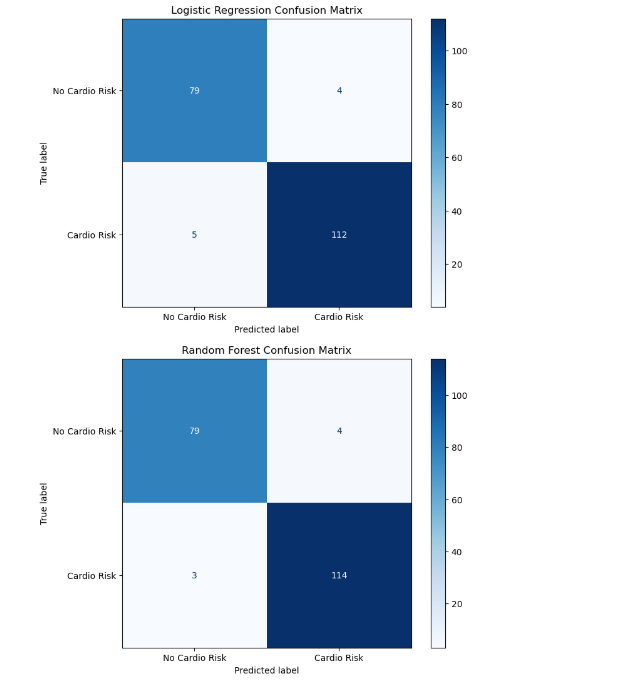 Logistic Regression Confusion Matrix
No Cardio Risk
79
4
Cardio Risk
5
112
True label
No Cardio Risk
Cardio Risk
Predicted label
100
80
60
40
20
Random Forest Confusion Matrix
No Cardio Risk
79
4
Cardio Risk
3
114
True label
No Cardio Risk
Cardio Risk
Predicted label
100
80
60
40
20